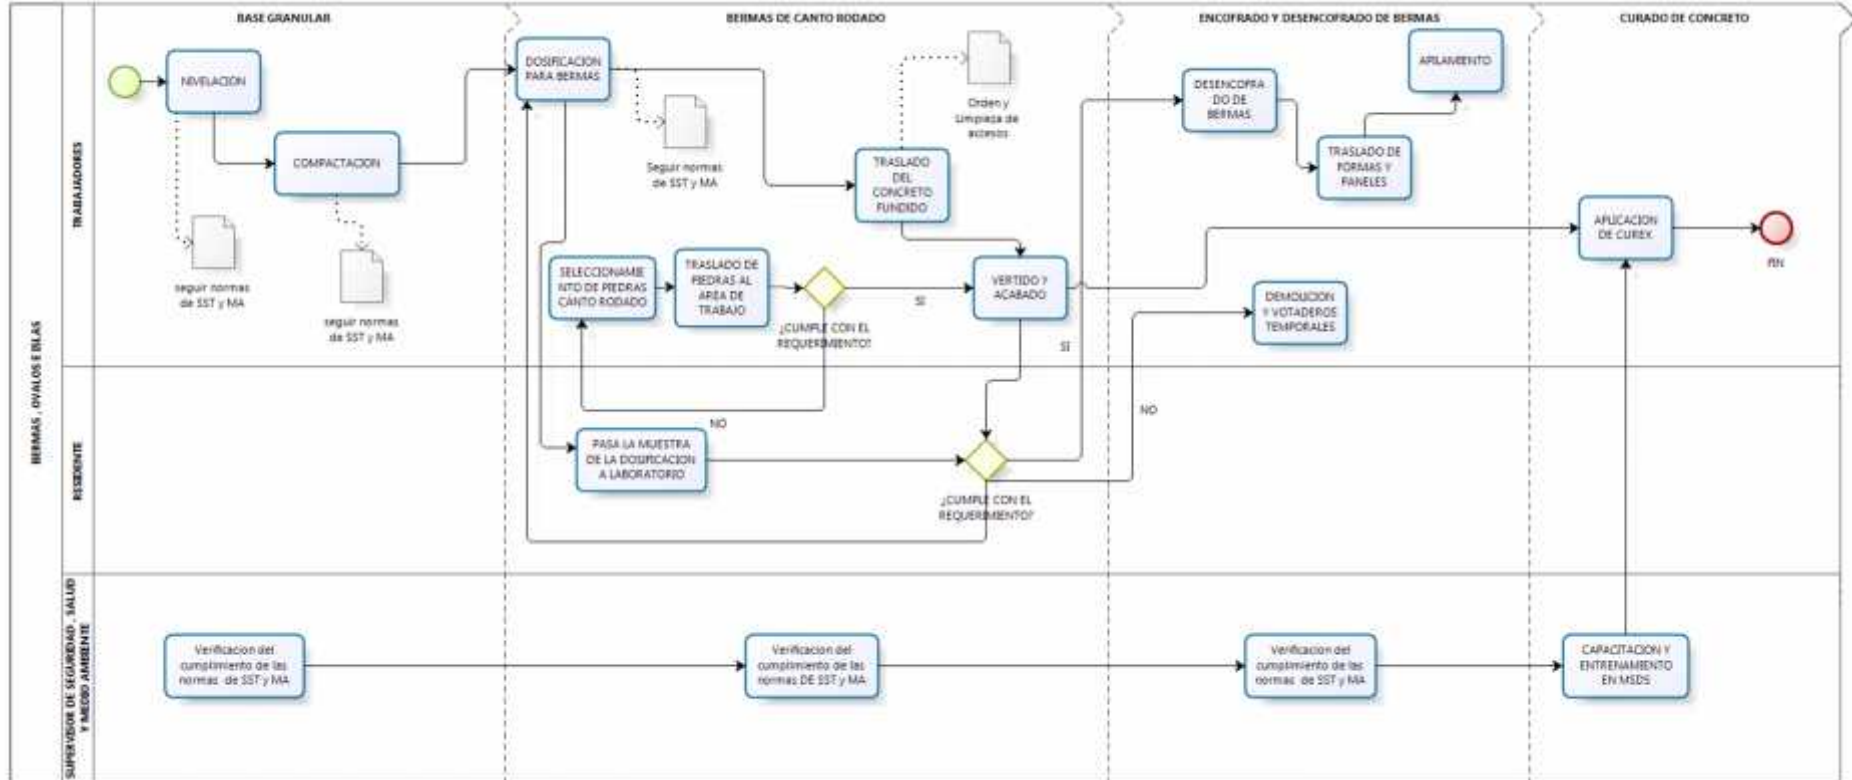 BASE GRANULAR
BERMAS DE CANTO RODADO
ENCOFRADO Y DESENCOFRADO DE BERMAS
CURADO DE CONCRETO
BERMAS , OVALOS E ISLAS
TRABAJADORES
NIVELACION
COMPACTACION
seguir normas
de SST y MA
seguir normas
de SST y MA
DOSIFICACION
PARA BERMAS
Seguir normas
de SST y MA
Orden y
Limpieza de
accesos
TRASLADO
DEL
CONCRETO
FUNDIDO
SELECCIONAMIE
NTO DE PIEDRAS
CANTO RODADO
TRASLADO DE
PIEDRAS AL
AREA DE
TRABAJO
¿CUMPLE CON EL
REQUERIMIENTO?
SI
NO
VERTIDO Y
ACABADO
SI
DESENCOFRA
DO DE
BERMAS
TRASLADO DE
FORMAS Y
PANELES
APILAMIENTO
DEMOLICION
Y VOTADEROS
TEMPORALES
NO
APLICACION
DE CUREX
FIN
RESIDENTE
PASA LA MUESTRA
DE LA DOSIFICACION
A LABORATORIO
¿CUMPLE CON EL
REQUERIMIENTO?
SUPERVISOR DE SEGURIDAD , SALUD
Y MEDIO AMBIENTE
Verificacion del
cumplimiento de las
normas de SST y MA
Verificacion del
cumplimiento de las
normas DE SST y MA
Verificacion del
cumplimiento de las
normas de SST y MA
CAPACITACION Y
ENTRENAMIENTO
EN MSDS